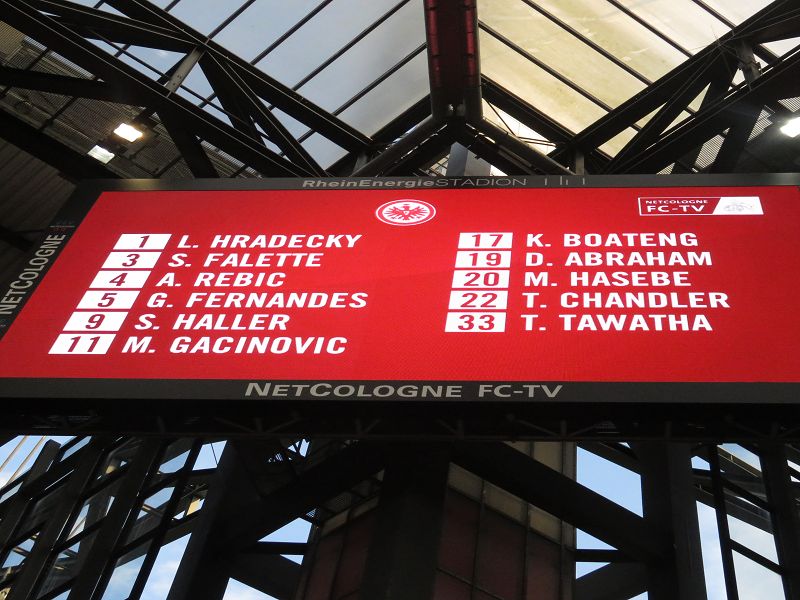 RheinEnergieSTADION
NETCOLOGNE
FC-TV
NETCOLOGNE
1 L. HRADECKY
3 S. FALETTE
4 A. REBIC
5 G. FERNANDES
9 S. HALLER
11 M. GACINOVIC
17 K. BOATENG
19 D. ABRAHAM
20 M. HASEBE
22 T. CHANDLER
33 T. TAWATHA
NETCOLOGNE FC-TV